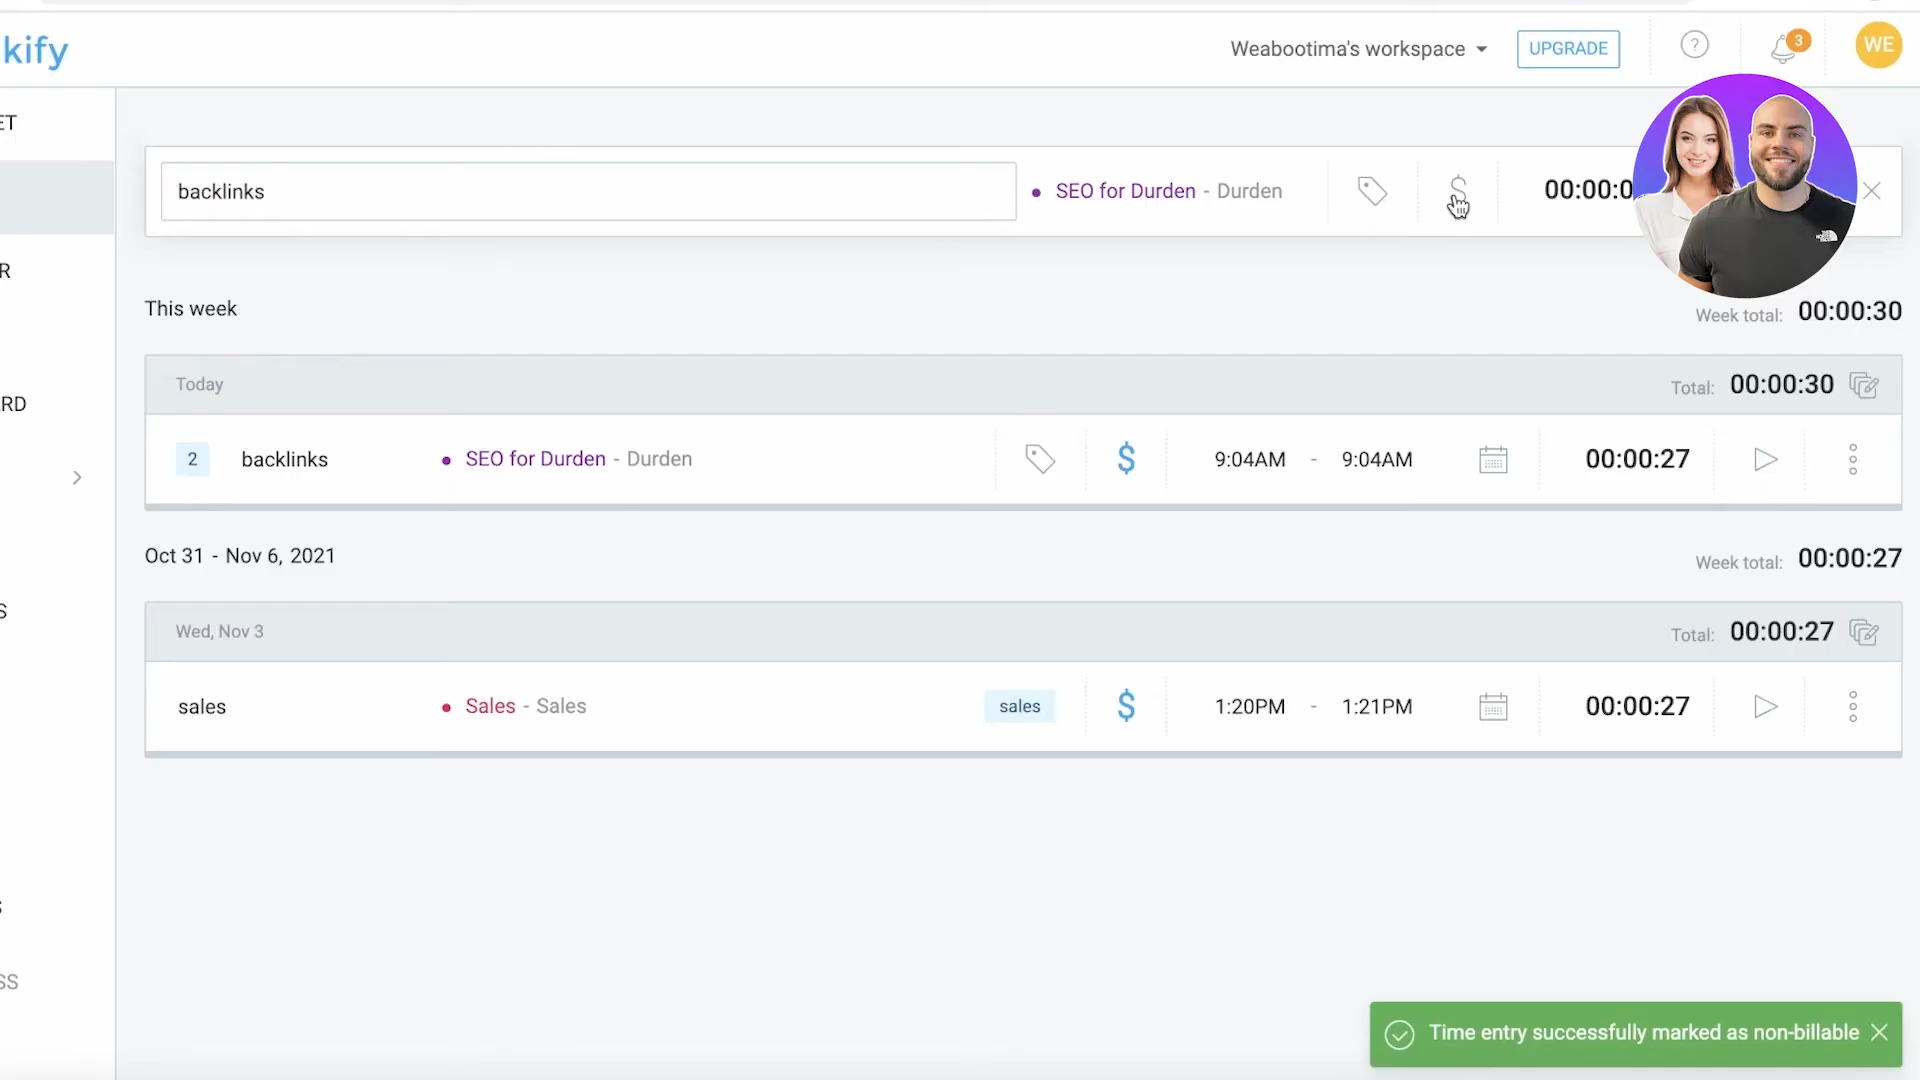 kify
Weabootima's workspace UPGRADE ? 3 WE
ET
backlinks SEO for Durden - Durden $ 00:00:0
R
This week Week total: 00:00:30
Today Total: 00:00:30
RD
2 backlinks SEO for Durden - Durden $ 9:04AM - 9:04AM 00:00:27
Oct 31 - Nov 6, 2021 Week total: 00:00:27
S
Wed, Nov 3 Total: 00:00:27
sales Sales - Sales sales $ 1:20PM - 1:21PM 00:00:27
S
SS
Time entry successfully marked as non-billable